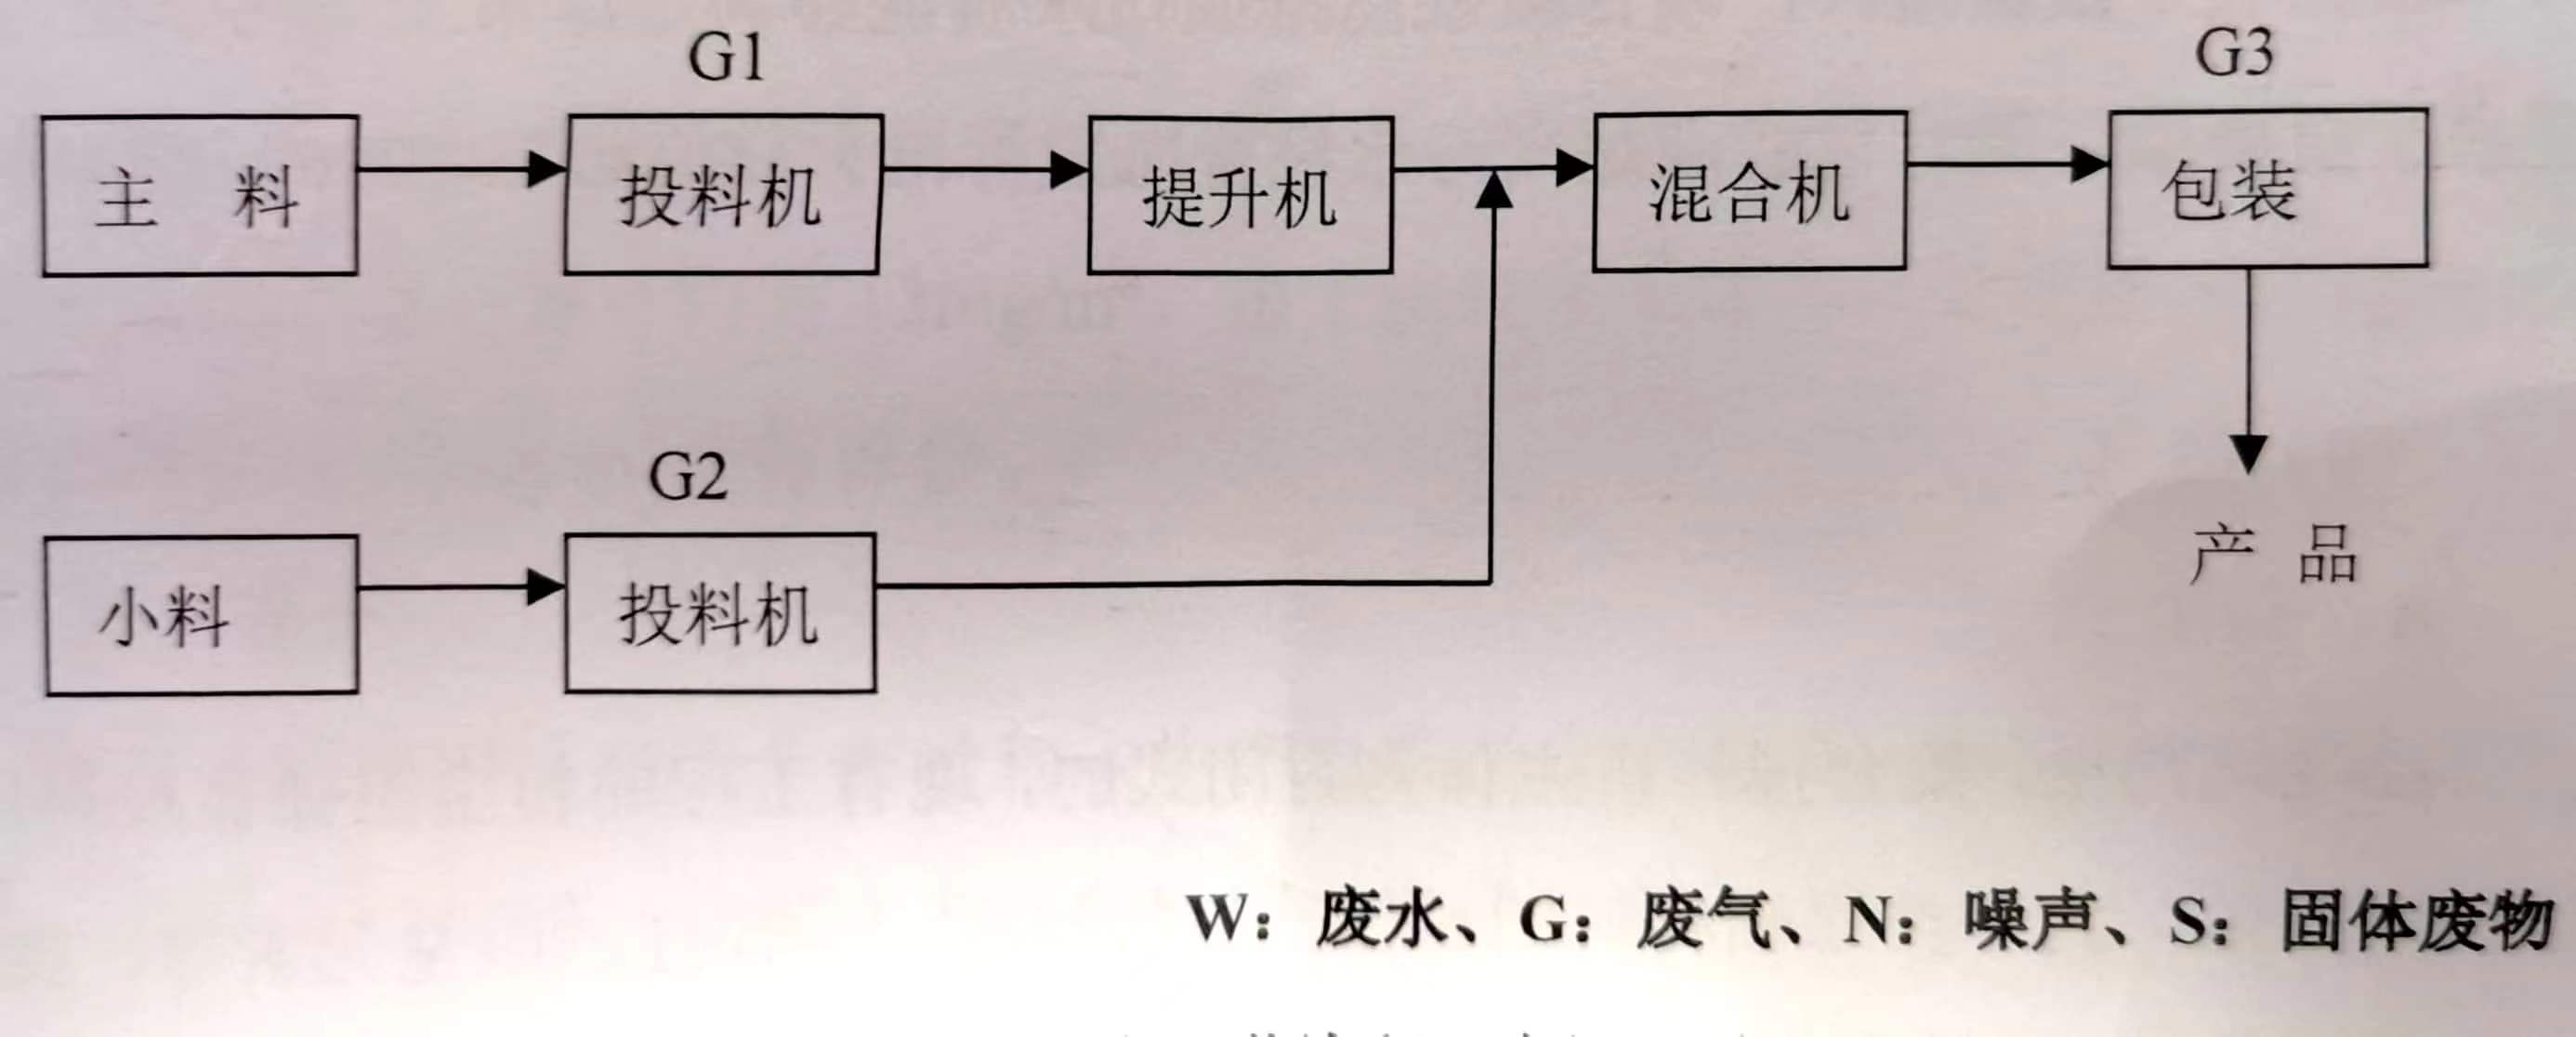 G1 G3
主 料 投料机 提升机 混合机 包装
G2
产 品
小料 投料机
W：废水、G：废气、N：噪声、S：固体废物